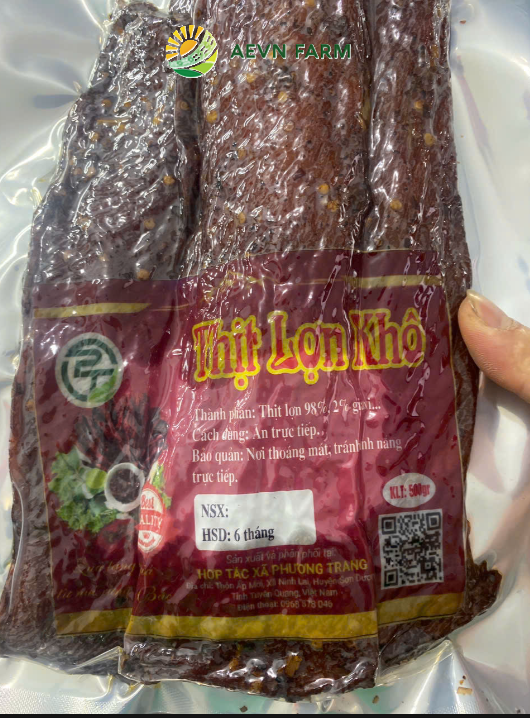 AEVN FARM
PT
Thịt Lợn Khô
Thành phần: Thịt lợn 98%, 2% gia vị...
Cách dùng: Ăn trực tiếp.
Bảo quản: Nơi thoáng mát, tránh ánh nắng
trực tiếp.
NSX:
HSD: 6 tháng
KLT: 500gr
Sản xuất và phân phối tại:
HỢP TÁC XÃ PHƯƠNG TRANG
Tỉnh Tuyên Quang, Việt Nam